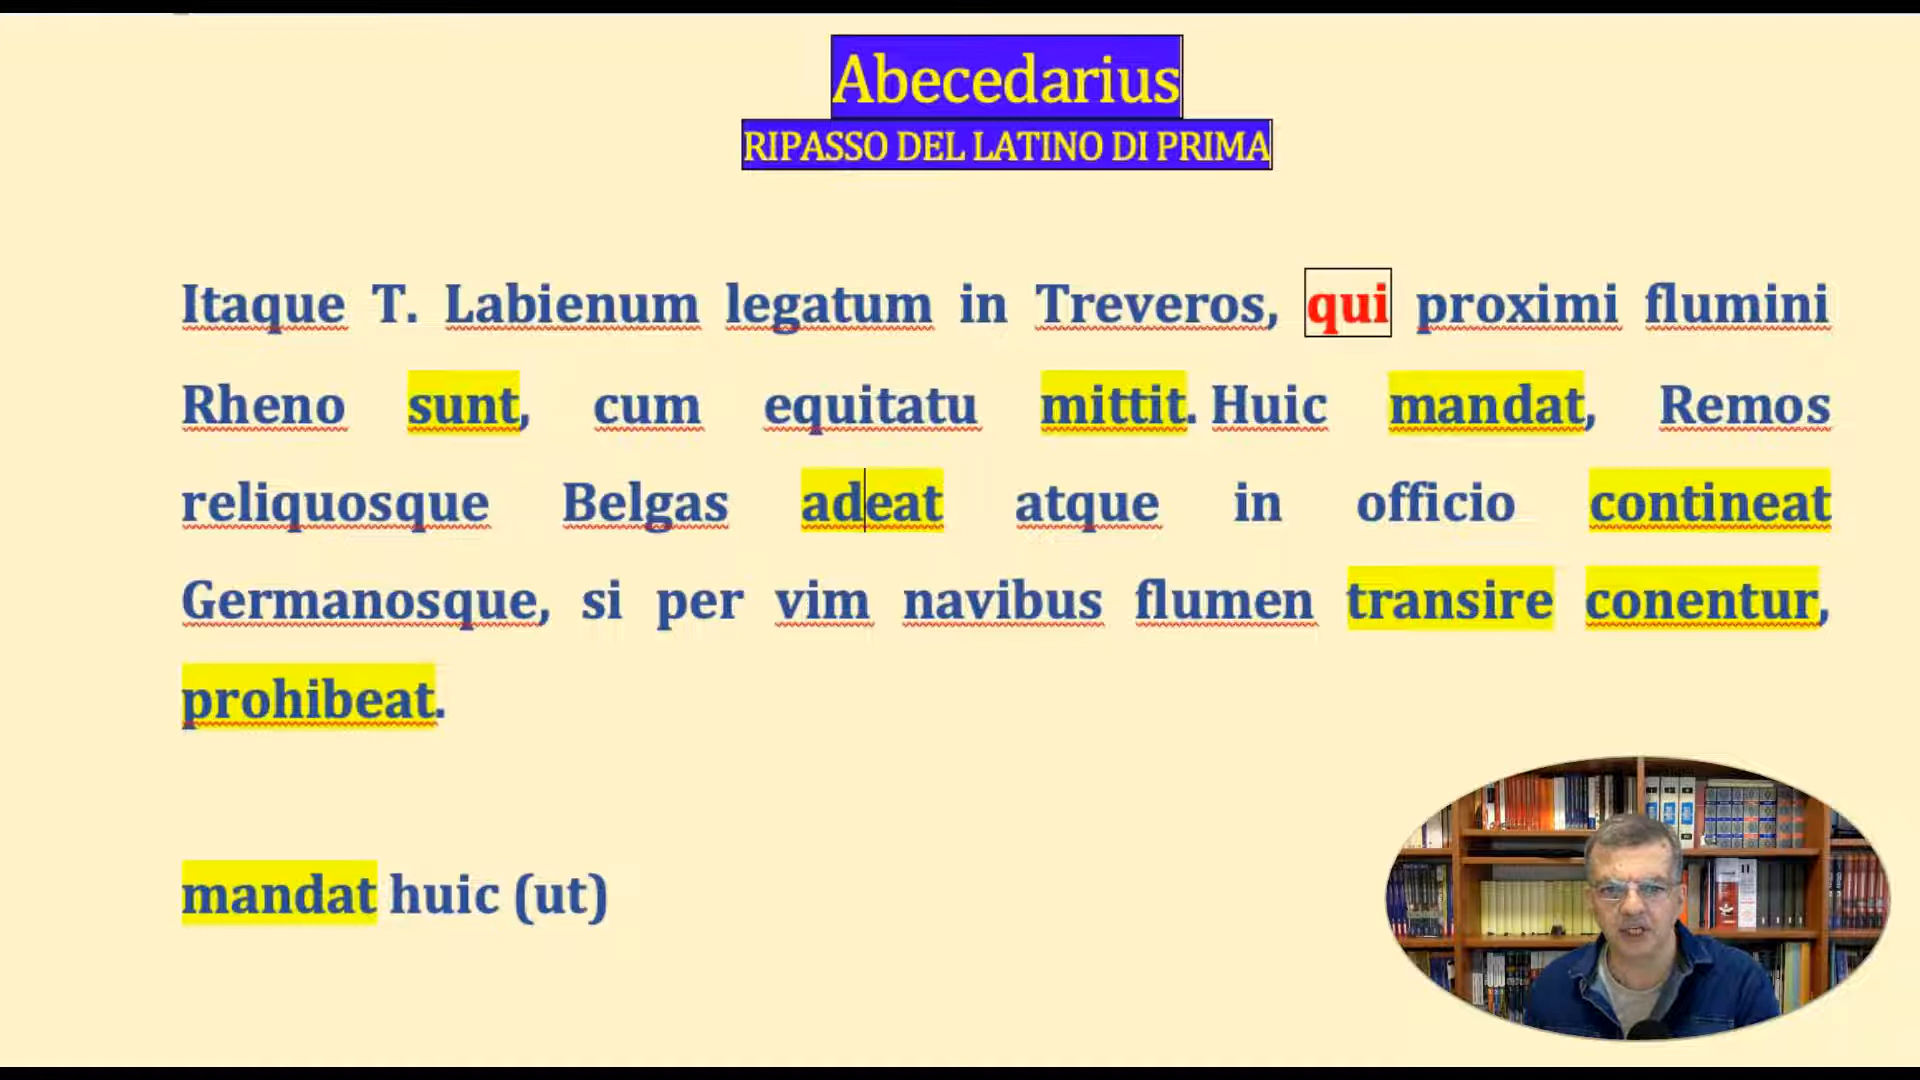 Abecedarius
RIPASSO DEL LATINO DI PRIMA
Itaque T. Labienum legatum in Treveros, qui proximi flumini
Rheno sunt, cum equitatu mittit. Huic mandat, Remos
reliquosque Belgas adeat atque in officio contineat
Germanosque, si per vim navibus flumen transire conentur,
prohibeat.
mandat huic (ut)